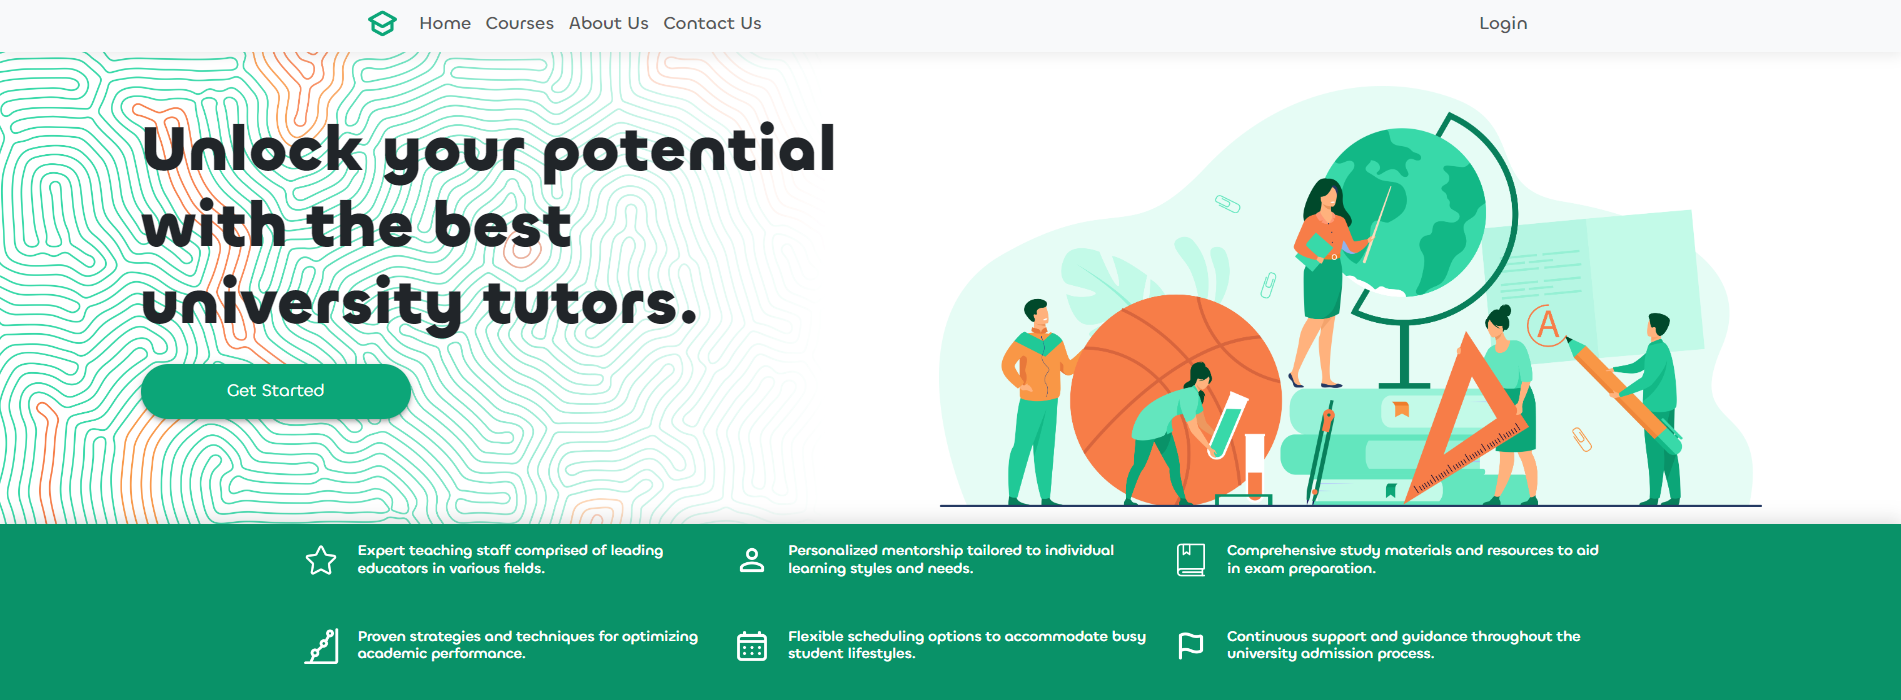 Home Courses About Us Contact Us Login
Unlock your potential
with the best
university tutors.
Get Started
A
Expert teaching staff comprised of leading
educators in various fields.
Personalized mentorship tailored to individual
learning styles and needs.
Comprehensive study materials and resources to aid
in exam preparation.
Proven strategies and techniques for optimizing
academic performance.
Flexible scheduling options to accommodate busy
student lifestyles.
Continuous support and guidance throughout the
university admission process.